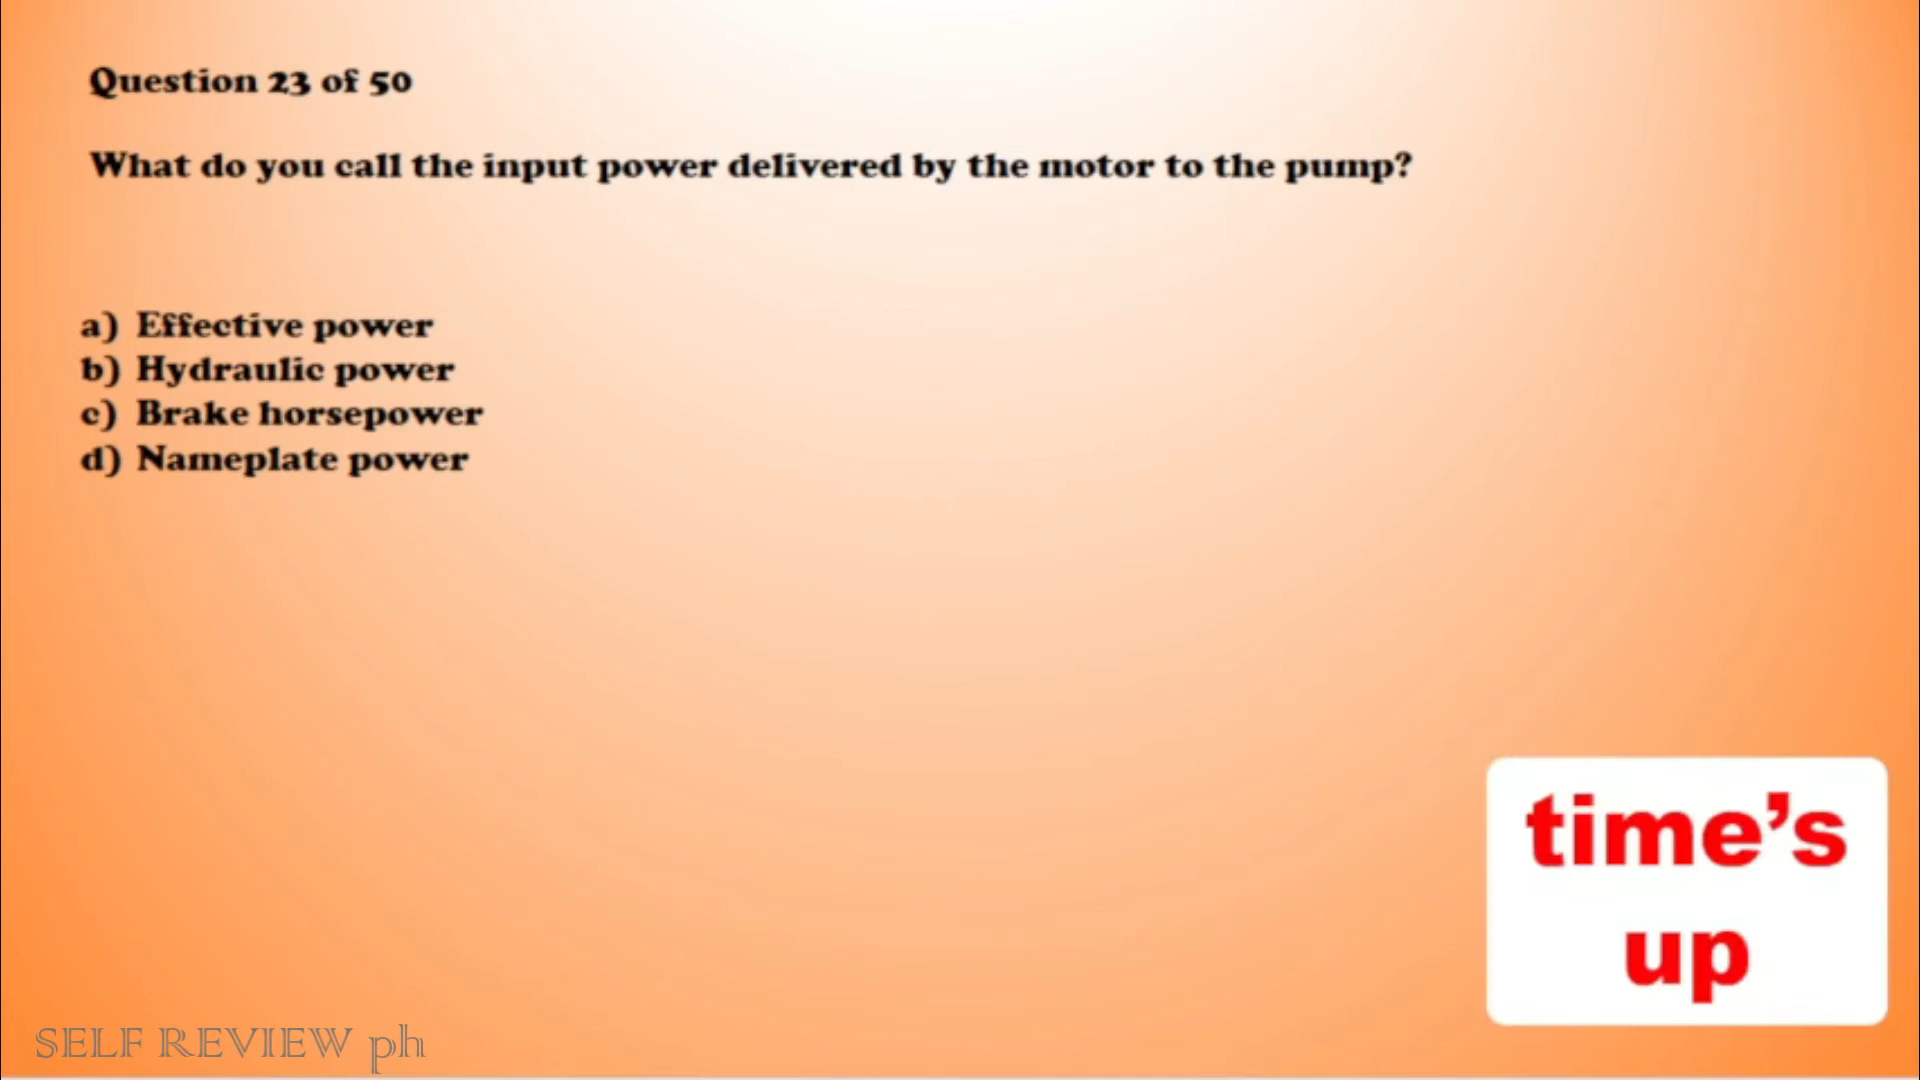 Question 23 of 50
What do you call the input power delivered by the motor to the pump?
a) Effective power
b) Hydraulic power
c) Brake horsepower
d) Nameplate power
time's
up
SELF REVIEW ph